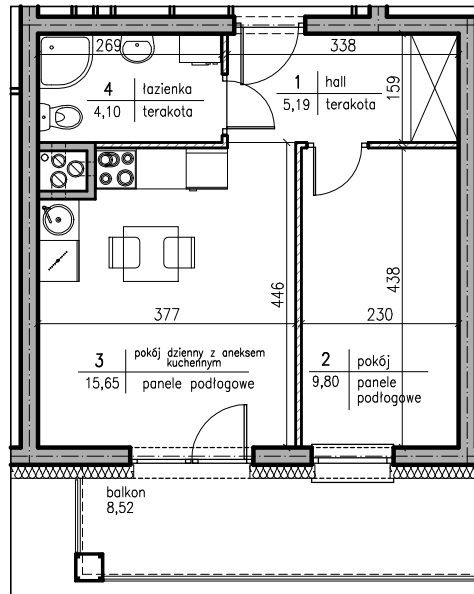 269
338
4 łazienka
4,10 terakota
1 hall
5,19 terakota
159
446
438
377
230
3 pokój dzienny z aneksem
kuchennym
15,65 panele podłogowe
2 pokój
9,80 panele
podłogowe
balkon
8,52